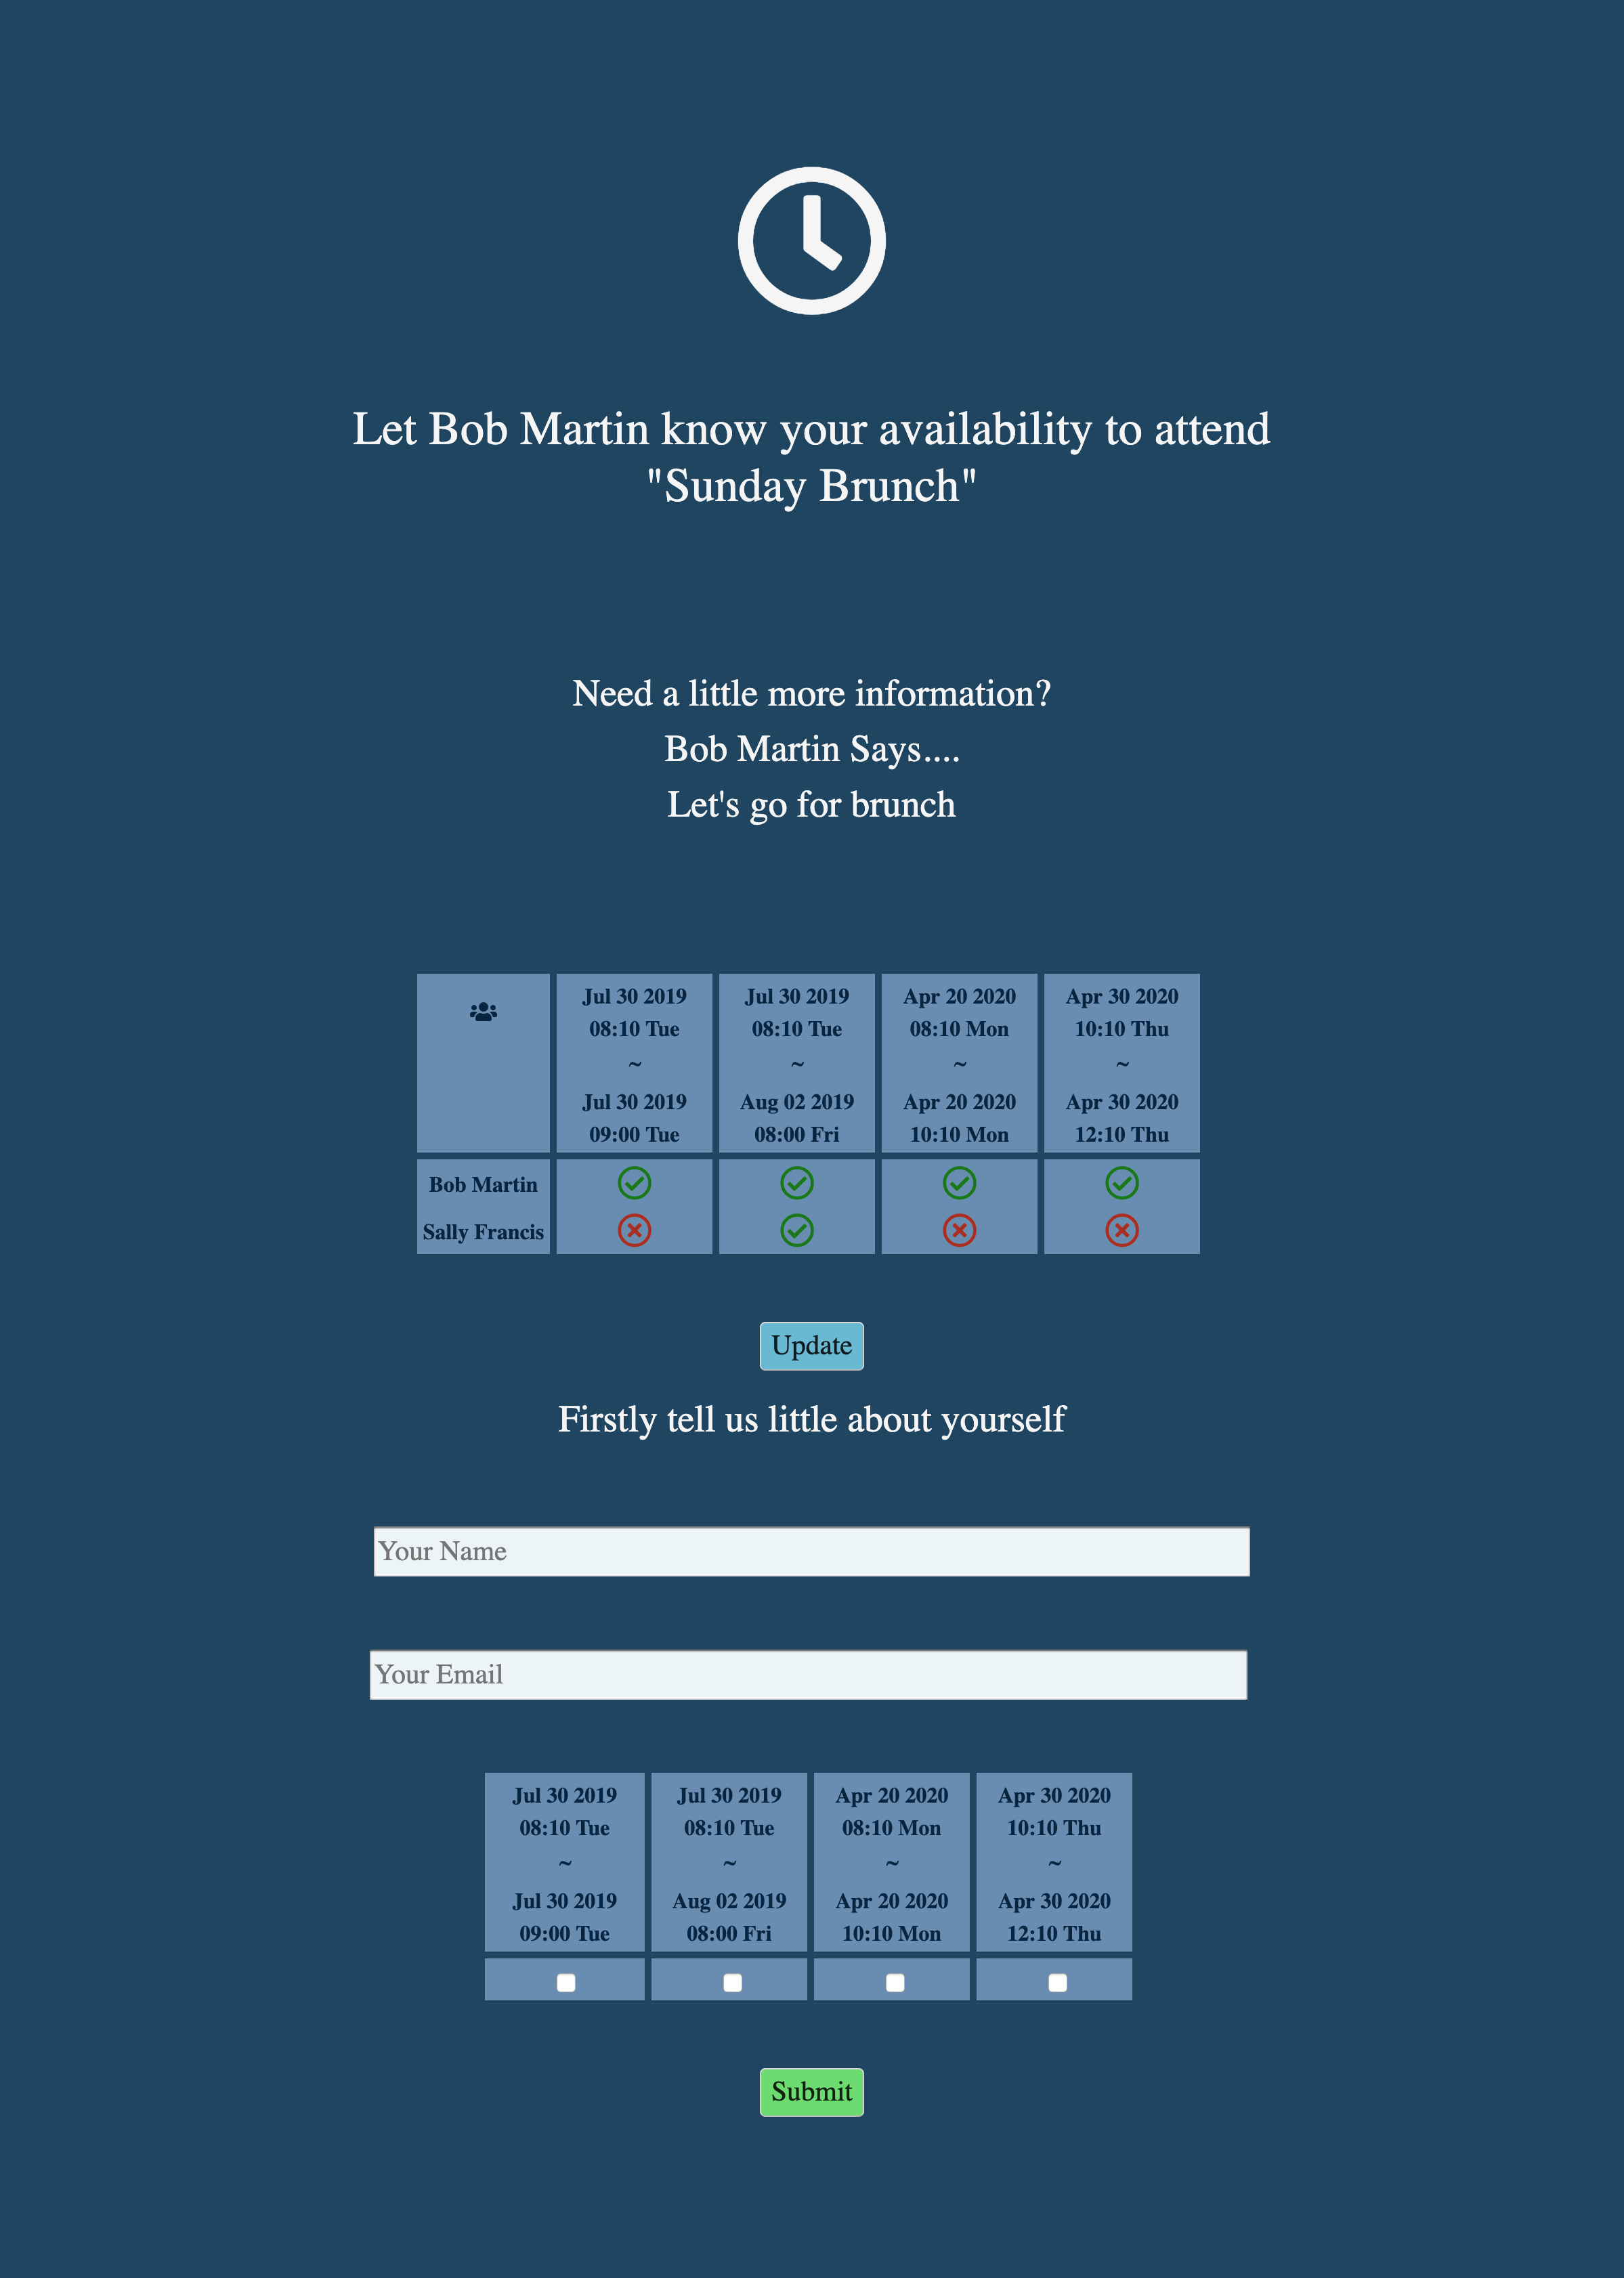 Let Bob Martin know your availability to attend
"Sunday Brunch"
Need a little more information?
Bob Martin Says....
Let's go for brunch
Jul 30 2019 Jul 30 2019 Apr 20 2020 Apr 30 2020
08:10 Tue 08:10 Tue 08:10 Mon 10:10 Thu
~ ~ ~ ~
Jul 30 2019 Aug 02 2019 Apr 20 2020 Apr 30 2020
09:00 Tue 08:00 Fri 10:10 Mon 12:10 Thu
Bob Martin
Sally Francis
Update
Firstly tell us little about yourself
Your Name
Your Email
Jul 30 2019 Jul 30 2019 Apr 20 2020 Apr 30 2020
08:10 Tue 08:10 Tue 08:10 Mon 10:10 Thu
~ ~ ~ ~
Jul 30 2019 Aug 02 2019 Apr 20 2020 Apr 30 2020
09:00 Tue 08:00 Fri 10:10 Mon 12:10 Thu
Submit